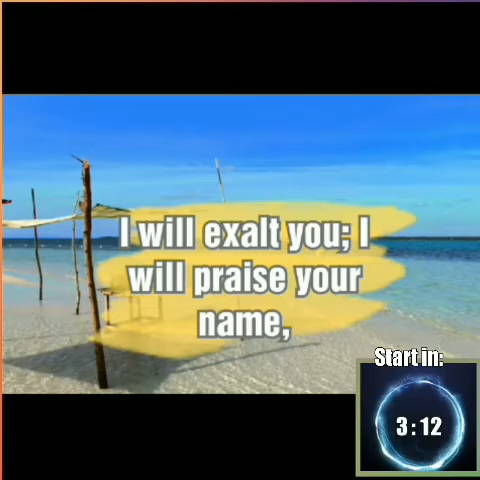 I will exalt you; I
will praise your
name,
Start in:
3:12